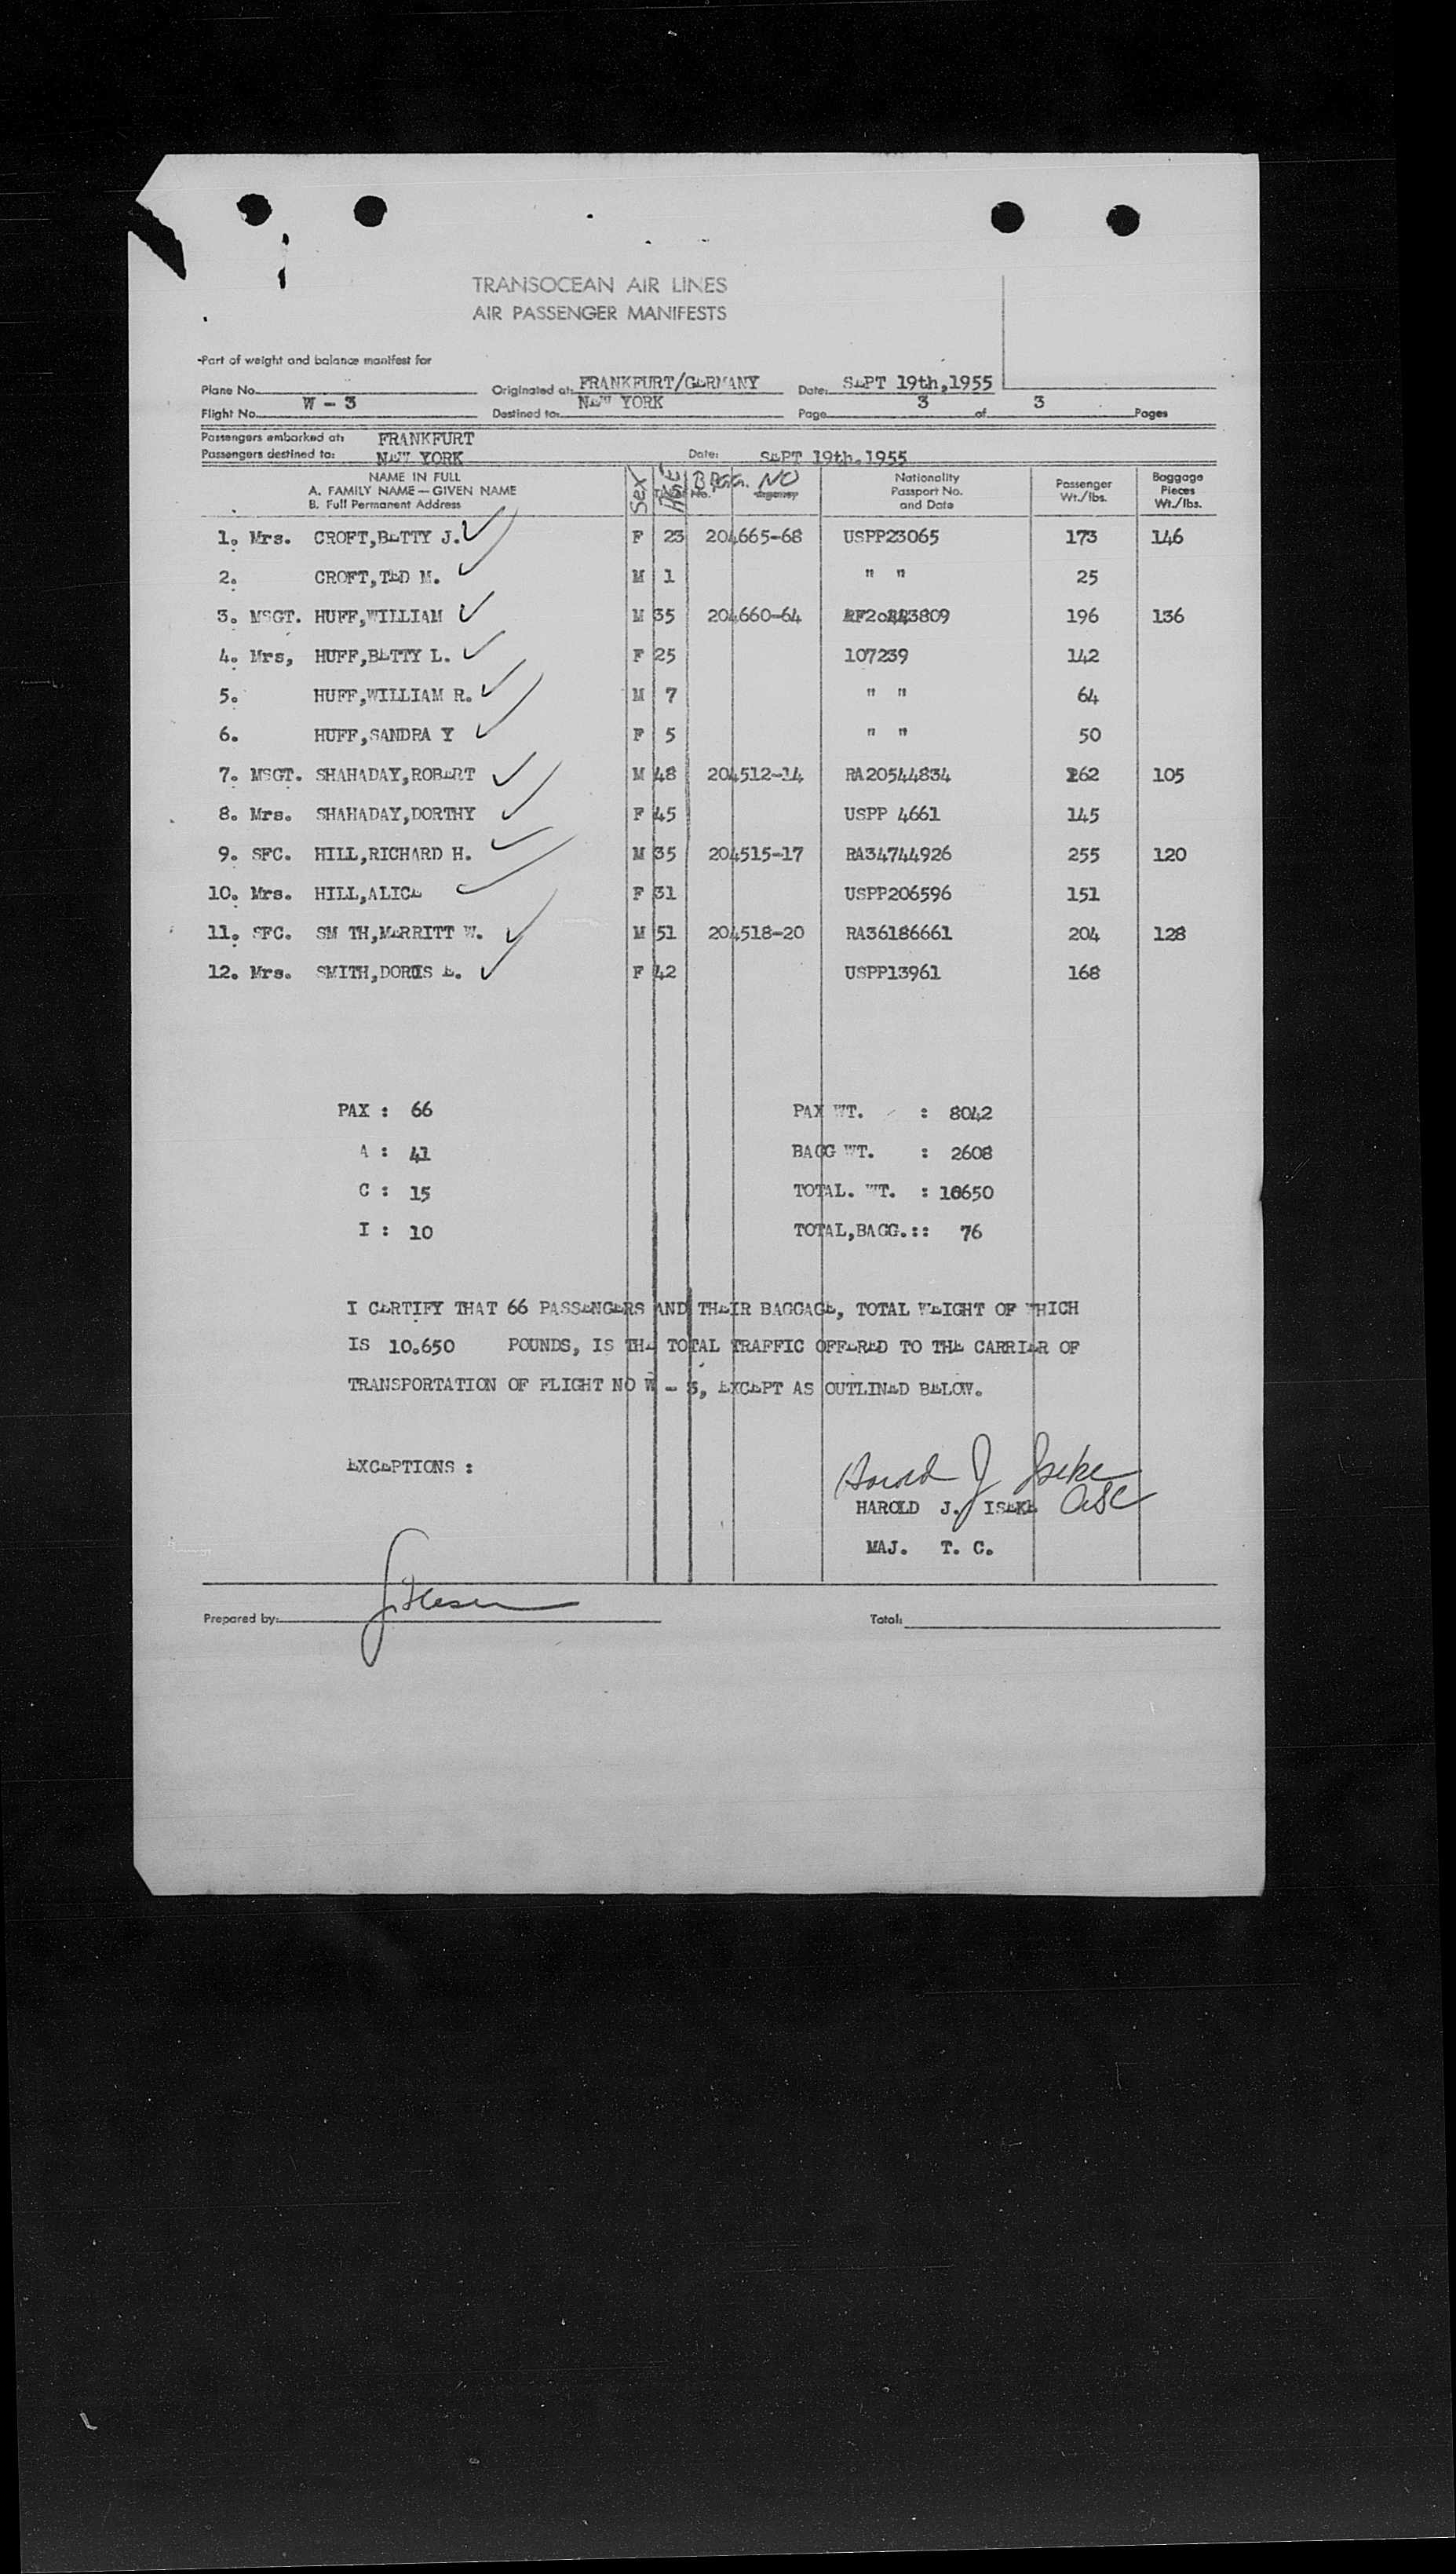 TRANSOCEAN AIR LINES
AIR PASSENGER MANIFESTS
Part of weight and balance manifest for
Plane No. Originated at: FRANKFURT/GERMANY Date: SEPT 19th,1955
Flight No. W - 3 Destined to: NEW YORK Page 3 of 3 Pages
Passengers embarked at: FRANKFURT
Passengers destined to: NEW YORK Date: SEPT 19th.1955
NAME IN FULL
A. FAMILY NAME — GIVEN NAME
B. Full Permanent Address
Sex
No.
NO
Agency
Nationality
Passport No.
and Date
Passenger
Wt./lbs.
Baggage
Pieces
Wt./lbs.
1. Mrs. CROFT,BETTY J. F 23 204665-68 USPP23065 173 146
2. CROFT,TED M. M 1 " " 25
3. MSGT. HUFF,WILLIAM M 35 204660-64 196 136
4. Mrs, HUFF,BETTY L. F 25 107239 142
5. HUFF,WILLIAM R. M 7 " " 64
6. HUFF,SANDRA Y F 5 " " 50
7. MSGT. SHAHADAY,ROBERT M 48 204512-14 RA20544834 262 105
8. Mrs. SHAHADAY,DORTHY F 45 USPP 4661 145
9. SFC. HILL,RICHARD H. M 35 204515-17 RA34744926 255 120
10. Mrs. HILL,ALICE F 31 USPP206596 151
11. SFC. SM TH,MERRITT W. M 51 204518-20 RA36186661 204 128
12. Mrs. SMITH,DORIS E. F 42 USPP13961 168
PAX : 66 PAX WT. : 8042
A : 41 BAGG WT. : 2608
C : 15 TOTAL. WT. : 10650
I : 10 TOTAL,BAGG.:: 76
I CERTIFY THAT 66 PASSENGERS AND THEIR BAGGAGE, TOTAL WEIGHT OF WHICH
IS 10.650 POUNDS, IS THE TOTAL TRAFFIC OFFERED TO THE CARRIER OF
TRANSPORTATION OF FLIGHT NO W - 3, EXCEPT AS OUTLINED BELOW.
EXCEPTIONS :
Harold J Iseke
HAROLD J. ISEKE
MAJ. T. C.
Prepared by: Total: